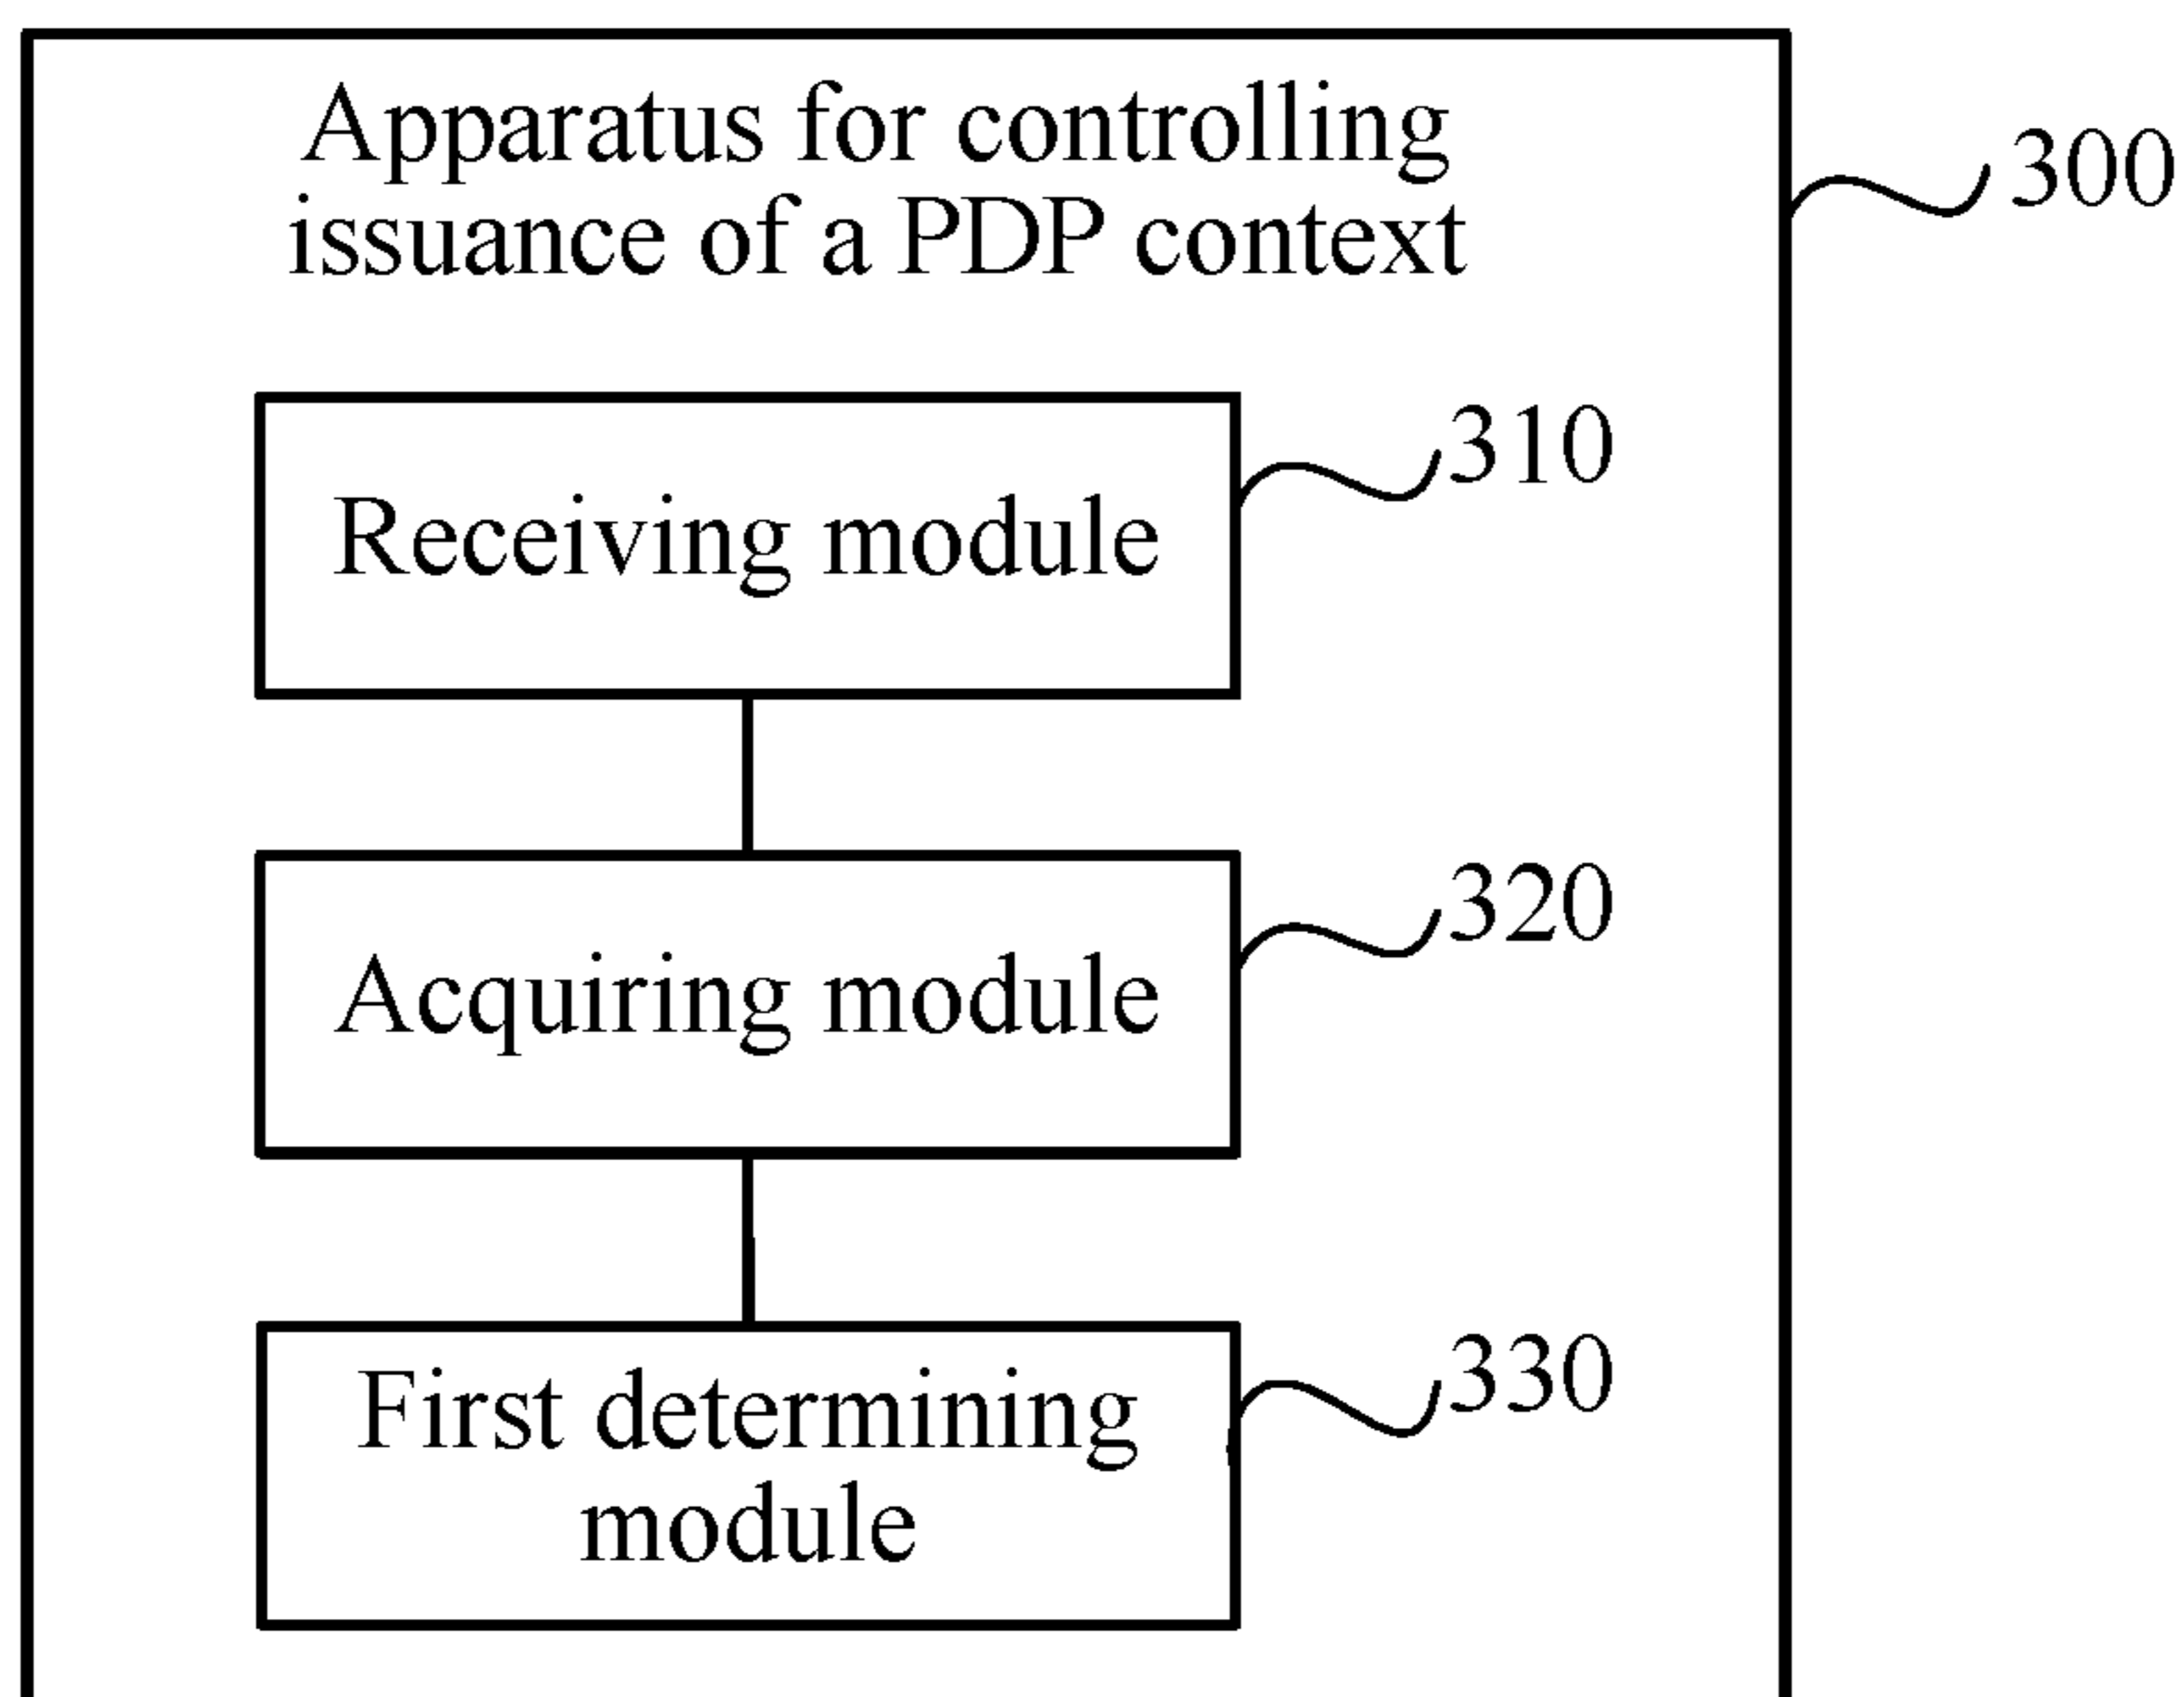 Apparatus for controlling
issuance of a PDP context
300
Receiving module
310
Acquiring module
320
First determining
module
330